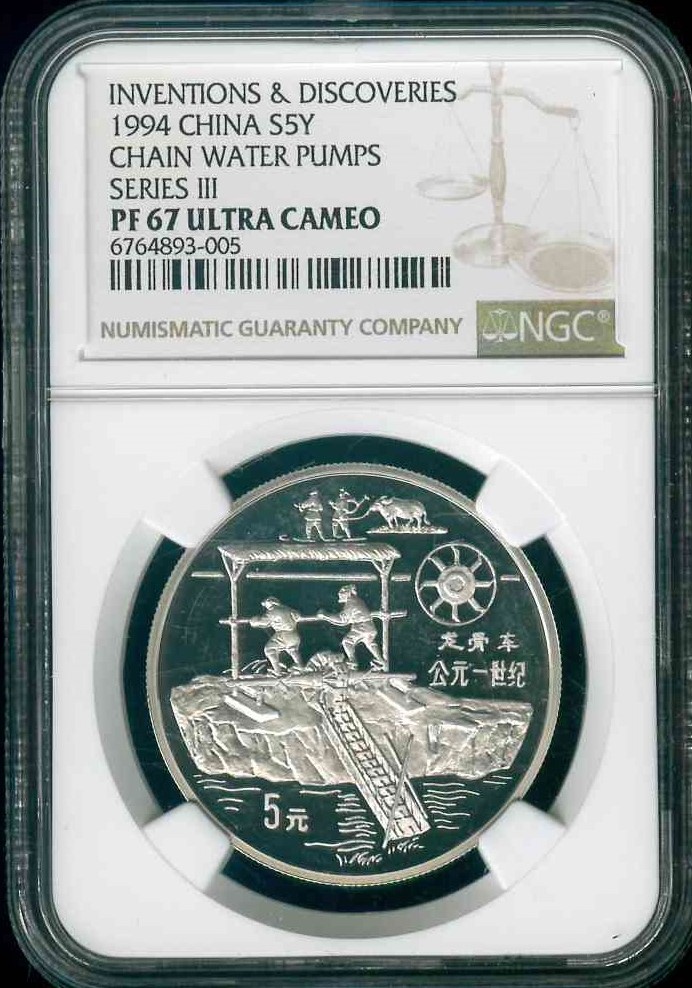 INVENTIONS & DISCOVERIES
1994 CHINA S5Y
CHAIN WATER PUMPS
SERIES III
PF 67 ULTRA CAMEO
6764893-005
NUMISMATIC GUARANTY COMPANY
NGC®
龙骨车
公元一世纪
5元